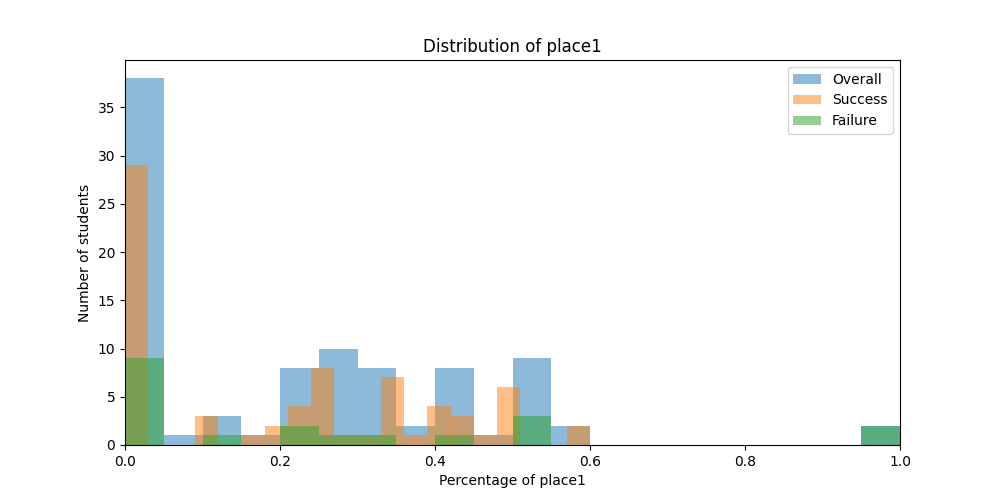 Distribution of place1
Overall
Success
Failure
Number of students
35
30
25
20
15
10
5
0
0.0 0.2 0.4 0.6 0.8 1.0
Percentage of place1